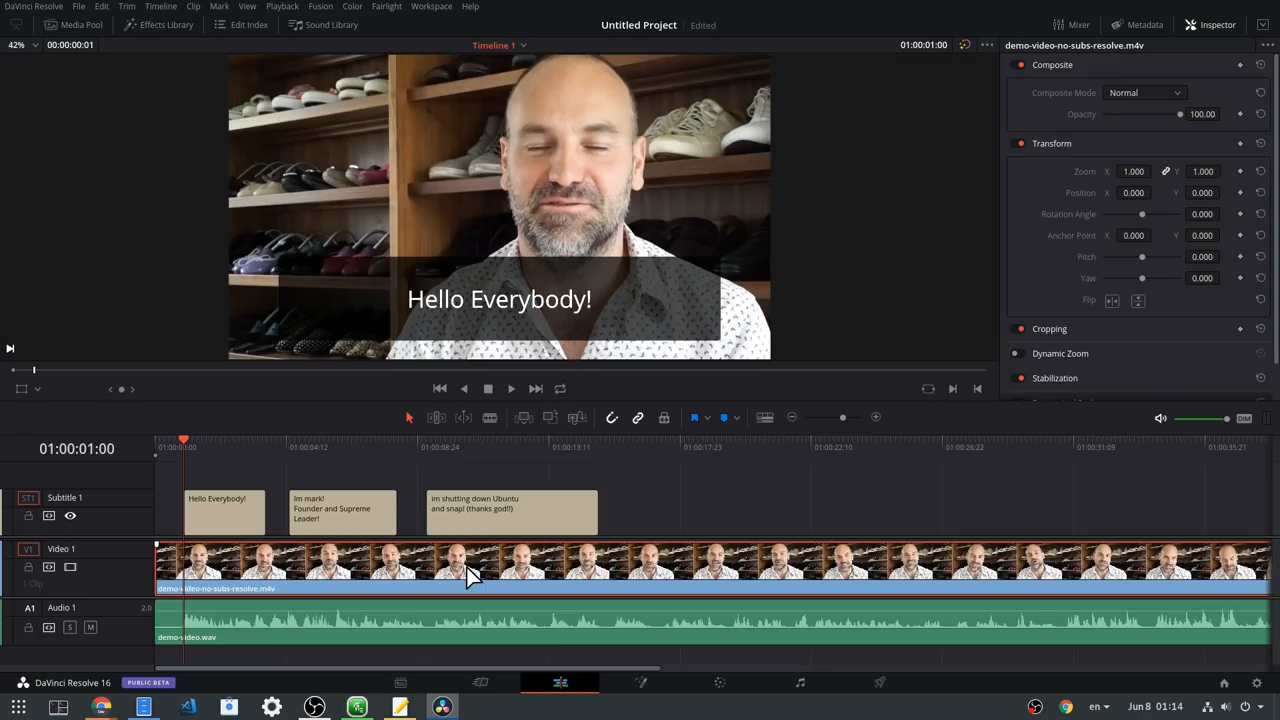 DaVinci Resolve File Edit Trim Timeline Clip Mark View Playback Fusion Color Fairlight Workspace Help
Media Pool Effects Library Edit Index Sound Library Untitled Project Edited Mixer Metadata Inspector
42% 00:00:00:01 Timeline 1 01:00:01:00 demo-video-no-subs-resolve.m4v
Composite
Composite Mode Normal
Opacity 100.00
Transform
Zoom X 1.000 Y 1.000
Position X 0.000 Y 0.000
Rotation Angle 0.000
Anchor Point X 0.000 Y 0.000
Pitch 0.000
Yaw 0.000
Flip
Cropping
Dynamic Zoom
Stabilization
Hello Everybody!
DIM
01:00:01:00
01:00:00:00 01:00:04:12 01:00:08:24 01:00:13:11 01:00:17:23 01:00:22:10 01:00:26:22 01:00:31:09 01:00:35:21
ST1 Subtitle 1
Hello Everybody!
Im mark!
Founder and Supreme
Leader!
im shutting down Ubuntu
and snap! (thanks god!!)
V1 Video 1
1 Clip
demo-video-no-subs-resolve.m4v
A1 Audio 1 2.0
S M
demo-video.wav
DaVinci Resolve 16 PUBLIC BETA
en Jun 8 01:14